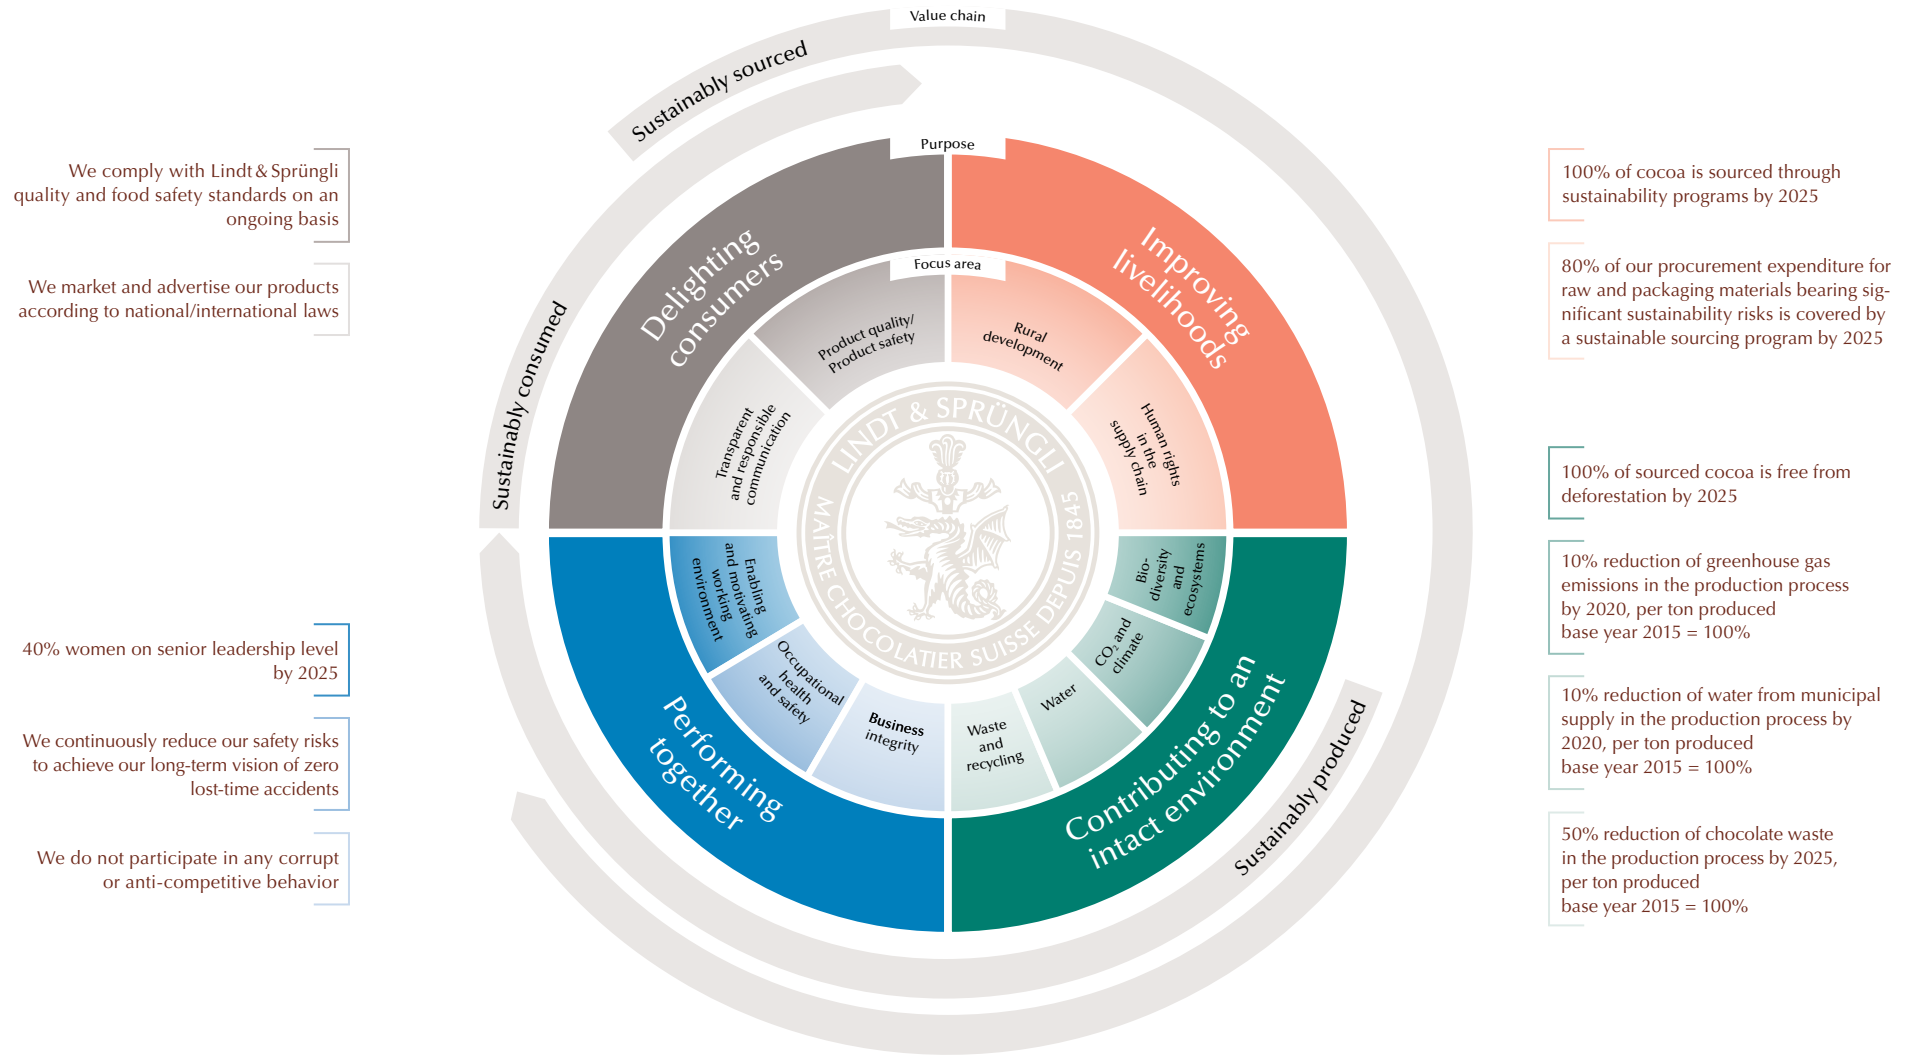 Value chain
Sustainably sourced
Sustainably consumed
Sustainably produced
Purpose
Focus area
Delighting
consumers
Improving
livelihoods
Performing
together
Contributing to an
intact environment
Product quality/
Product safety
Transparent
and responsible
communication
Rural
development
Human rights
in the
supply chain
Bio-
diversity
and
ecosystems
CO₂ and
climate
Water
Waste
and
recycling
Business
integrity
Occupational
health
and safety
Enabling
and motivating
working
environment
LINDT & SPRÜNGLI
MAÎTRE CHOCOLATIER SUISSE DEPUIS 1845
We comply with Lindt & Sprüngli
quality and food safety standards on an
ongoing basis
We market and advertise our products
according to national/international laws
40% women on senior leadership level
by 2025
We continuously reduce our safety risks
to achieve our long-term vision of zero
lost-time accidents
We do not participate in any corrupt
or anti-competitive behavior
100% of cocoa is sourced through
sustainability programs by 2025
80% of our procurement expenditure for
raw and packaging materials bearing sig-
nificant sustainability risks is covered by
a sustainable sourcing program by 2025
100% of sourced cocoa is free from
deforestation by 2025
10% reduction of greenhouse gas
emissions in the production process
by 2020, per ton produced
base year 2015 = 100%
10% reduction of water from municipal
supply in the production process by
2020, per ton produced
base year 2015 = 100%
50% reduction of chocolate waste
in the production process by 2025,
per ton produced
base year 2015 = 100%